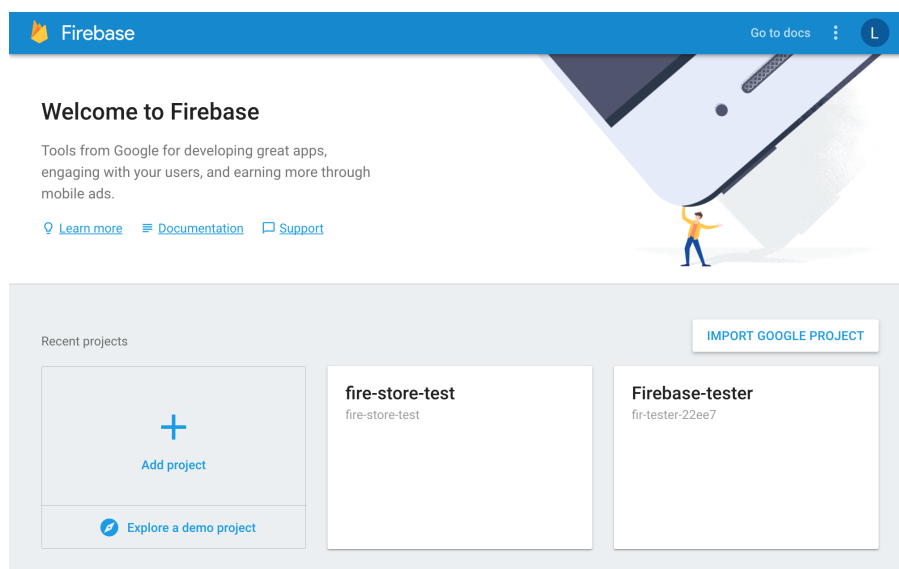 Firebase
Go to docs
L
Welcome to Firebase
Tools from Google for developing great apps,
engaging with your users, and earning more through
mobile ads.
Learn more Documentation Support
Recent projects
IMPORT GOOGLE PROJECT
Add project
Explore a demo project
fire-store-test
fire-store-test
Firebase-tester
fir-tester-22ee7